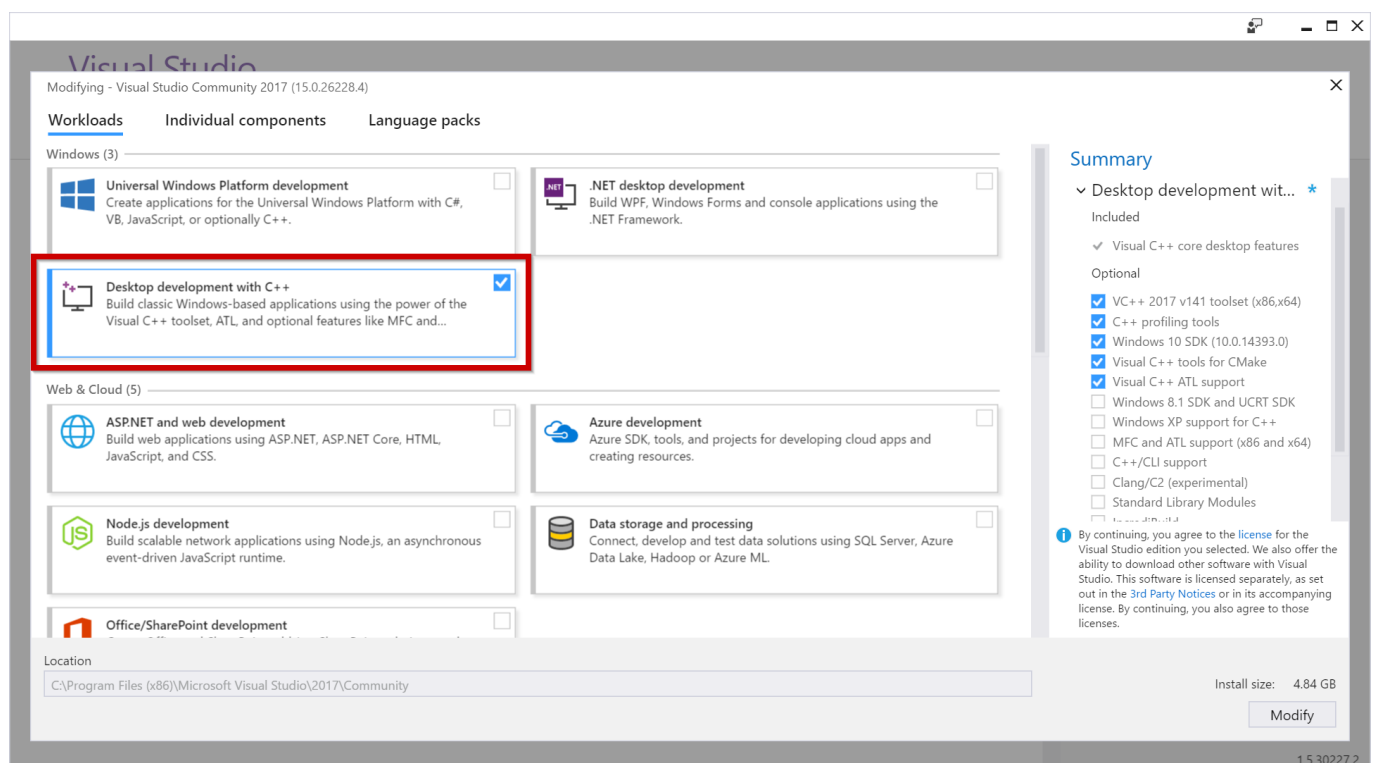 Visual Studio
Modifying - Visual Studio Community 2017 (15.0.26228.4)
Workloads
Individual components
Language packs
Windows (3)
Universal Windows Platform development
Create applications for the Universal Windows Platform with C#,
VB, JavaScript, or optionally C++.
.NET
.NET desktop development
Build WPF, Windows Forms and console applications using the
.NET Framework.
Desktop development with C++
Build classic Windows-based applications using the power of the
Visual C++ toolset, ATL, and optional features like MFC and...
Web & Cloud (5)
ASP.NET and web development
Build web applications using ASP.NET, ASP.NET Core, HTML,
JavaScript, and CSS.
Azure development
Azure SDK, tools, and projects for developing cloud apps and
creating resources.
JS
Node.js development
Build scalable network applications using Node.js, an asynchronous
event-driven JavaScript runtime.
Data storage and processing
Connect, develop and test data solutions using SQL Server, Azure
Data Lake, Hadoop or Azure ML.
Office/SharePoint development
Summary
Desktop development wit... *
Included
Visual C++ core desktop features
Optional
VC++ 2017 v141 toolset (x86,x64)
C++ profiling tools
Windows 10 SDK (10.0.14393.0)
Visual C++ tools for CMake
Visual C++ ATL support
Windows 8.1 SDK and UCRT SDK
Windows XP support for C++
MFC and ATL support (x86 and x64)
C++/CLI support
Clang/C2 (experimental)
Standard Library Modules
IncrediBuild
By continuing, you agree to the license for the
Visual Studio edition you selected. We also offer the
ability to download other software with Visual
Studio. This software is licensed separately, as set
out in the 3rd Party Notices or in its accompanying
license. By continuing, you also agree to those
licenses.
Location
C:\Program Files (x86)\Microsoft Visual Studio\2017\Community
Install size: 4.84 GB
Modify
1.5.30227.2